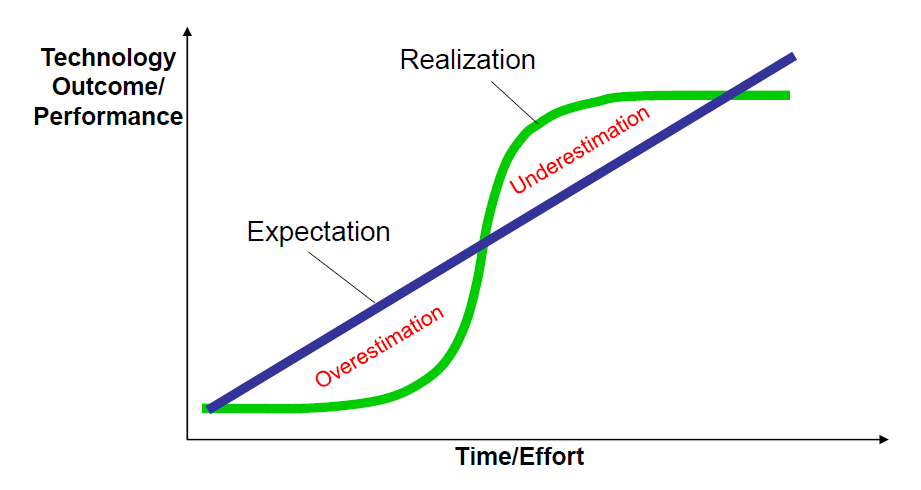 Technology
Outcome/
Performance
Realization
Underestimation
Expectation
Overestimation
Time/Effort